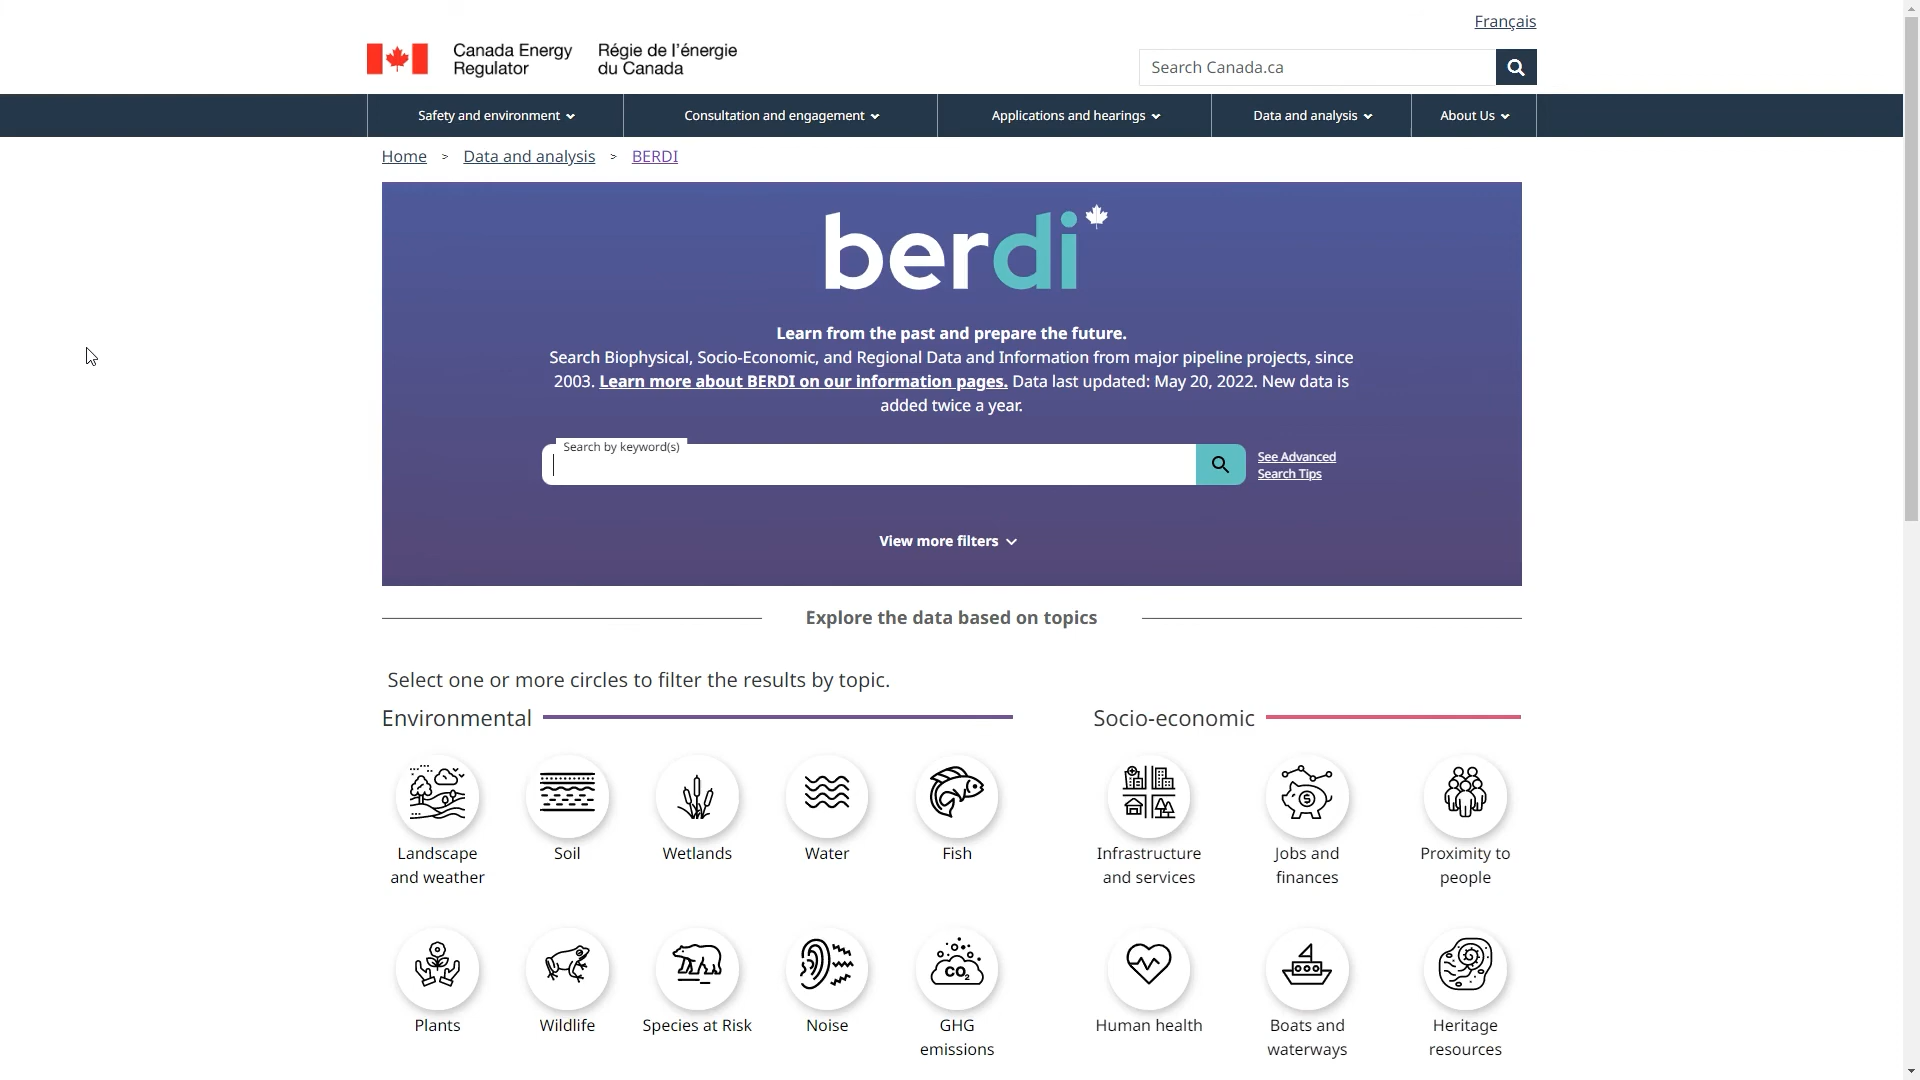 Français
Canada Energy Regulator
Régie de l'énergie du Canada
Search Canada.ca
Safety and environment
Consultation and engagement
Applications and hearings
Data and analysis
About Us
Home > Data and analysis > BERDI
berdi
Learn from the past and prepare the future.
Search Biophysical, Socio-Economic, and Regional Data and Information from major pipeline projects, since
2003. Learn more about BERDI on our information pages. Data last updated: May 20, 2022. New data is
added twice a year.
Search by keyword(s)
See Advanced
Search Tips
View more filters
Explore the data based on topics
Select one or more circles to filter the results by topic.
Environmental
Landscape
and weather
Soil
Wetlands
Water
Fish
Plants
Wildlife
Species at Risk
Noise
CO2
GHG
emissions
Socio-economic
Infrastructure
and services
$
Jobs and
finances
Proximity to
people
Human health
Boats and
waterways
Heritage
resources